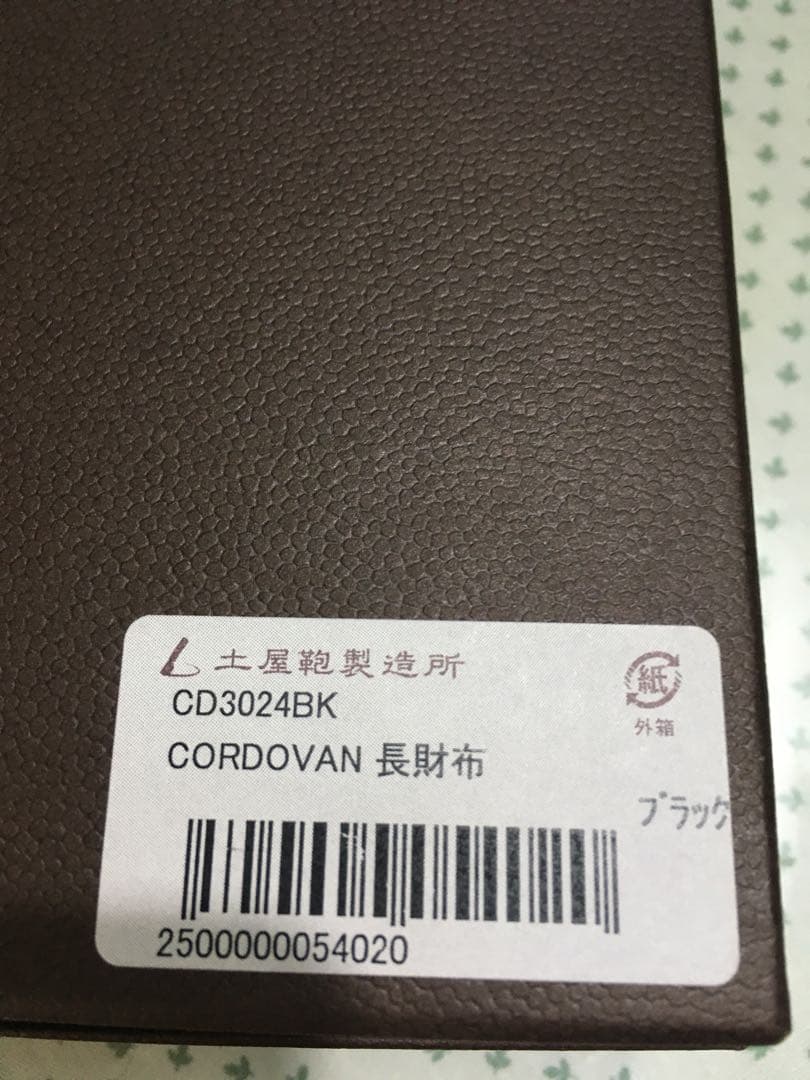 土屋鞄製造所
紙
外箱
CD3024BK
CORDOVAN 長財布
ブラック
2500000054020